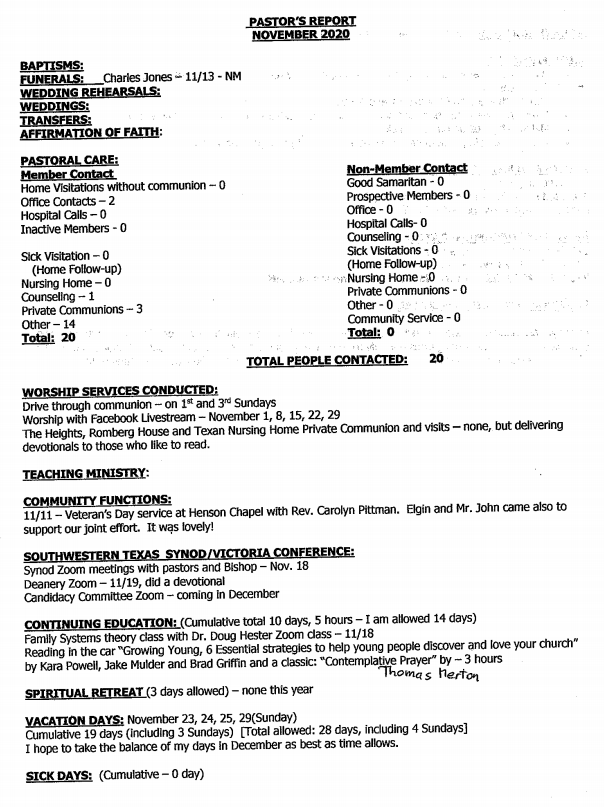 PASTOR'S REPORT
NOVEMBER 2020
BAPTISMS:
FUNERALS: Charles Jones – 11/13 - NM
WEDDING REHEARSALS:
WEDDINGS:
TRANSFERS:
AFFIRMATION OF FAITH:
PASTORAL CARE:
Member Contact
Home Visitations without communion – 0
Office Contacts – 2
Hospital Calls – 0
Inactive Members - 0
Sick Visitation – 0
(Home Follow-up)
Nursing Home – 0
Counseling – 1
Private Communions – 3
Other – 14
Total: 20
Non-Member Contact
Good Samaritan - 0
Prospective Members - 0
Office - 0
Hospital Calls- 0
Counseling - 0
Sick Visitations - 0
(Home Follow-up)
Nursing Home - 0
Private Communions - 0
Other - 0
Community Service - 0
Total: 0
TOTAL PEOPLE CONTACTED: 20
WORSHIP SERVICES CONDUCTED:
Drive through communion – on 1st and 3rd Sundays
Worship with Facebook Livestream – November 1, 8, 15, 22, 29
The Heights, Romberg House and Texan Nursing Home Private Communion and visits – none, but delivering
devotionals to those who like to read.
TEACHING MINISTRY:
COMMUNITY FUNCTIONS:
11/11 – Veteran's Day service at Henson Chapel with Rev. Carolyn Pittman. Elgin and Mr. John came also to
support our joint effort. It was lovely!
SOUTHWESTERN TEXAS SYNOD/VICTORIA CONFERENCE:
Synod Zoom meetings with pastors and Bishop – Nov. 18
Deanery Zoom – 11/19, did a devotional
Candidacy Committee Zoom – coming in December
CONTINUING EDUCATION: (Cumulative total 10 days, 5 hours – I am allowed 14 days)
Family Systems theory class with Dr. Doug Hester Zoom class – 11/18
Reading in the car "Growing Young, 6 Essential strategies to help young people discover and love your church"
by Kara Powell, Jake Mulder and Brad Griffin and a classic: "Contemplative Prayer" by – 3 hours
Thomas Merton
SPIRITUAL RETREAT (3 days allowed) – none this year
VACATION DAYS: November 23, 24, 25, 29(Sunday)
Cumulative 19 days (including 3 Sundays) [Total allowed: 28 days, including 4 Sundays]
I hope to take the balance of my days in December as best as time allows.
SICK DAYS: (Cumulative – 0 day)